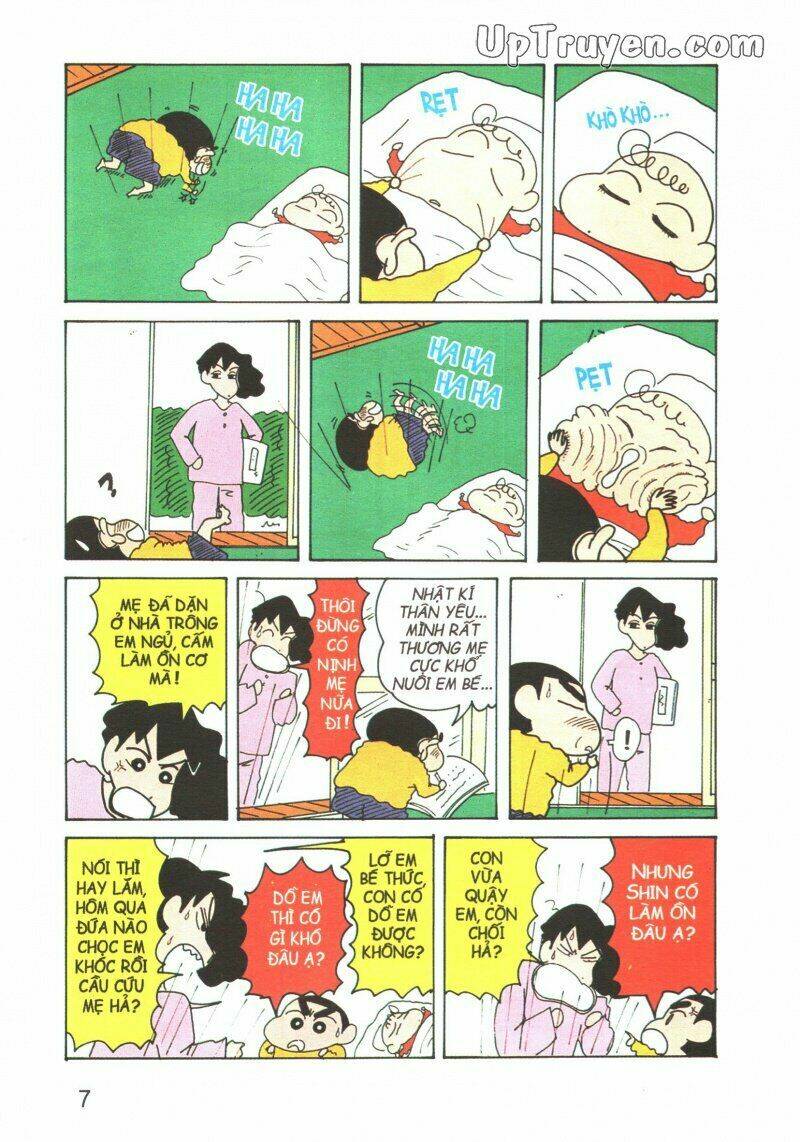 UpTruyen.com
KHÒ KHÒ...
RẸT
HA HA
HA HA
PẸT
HA HA
HA HA
?
!
NHẬT KÍ
THÂN YÊU...
MÌNH RẤT
THƯƠNG MẸ
CỰC KHỔ
NUÔI EM BÉ...
THÔI
ĐỪNG
CÓ
NỊNH
MẸ
NỮA
ĐI!
MẸ ĐÃ DẶN
Ở NHÀ TRÔNG
EM NGỦ, CẤM
LÀM ỒN CƠ
MÀ!
NHƯNG
SHIN CÓ
LÀM ỒN
ĐÂU Ạ?
CON
VỪA
QUẬY
EM, CÒN
CHỐI
HẢ?
LỠ EM
BÉ THỨC,
CON CÓ
DỖ EM
ĐƯỢC
KHÔNG?
DỖ EM
THÌ CÓ
GÌ KHÓ
ĐÂU Ạ?
NÓI THÌ
HAY LẮM,
HÔM QUA
ĐỨA NÀO
CHỌC EM
KHÓC RỒI
CẦU CỨU
MẸ HẢ?
7